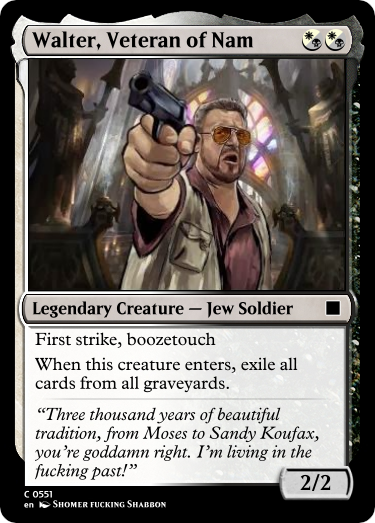 Walter, Veteran of Nam
Legendary Creature — Jew Soldier
First strike, boozetouch
When this creature enters, exile all
cards from all graveyards.
“Three thousand years of beautiful
tradition, from Moses to Sandy Koufax,
you’re goddamn right. I’m living in the
fucking past!”
2/2
C 0551
en Shomer fucking Shabbon